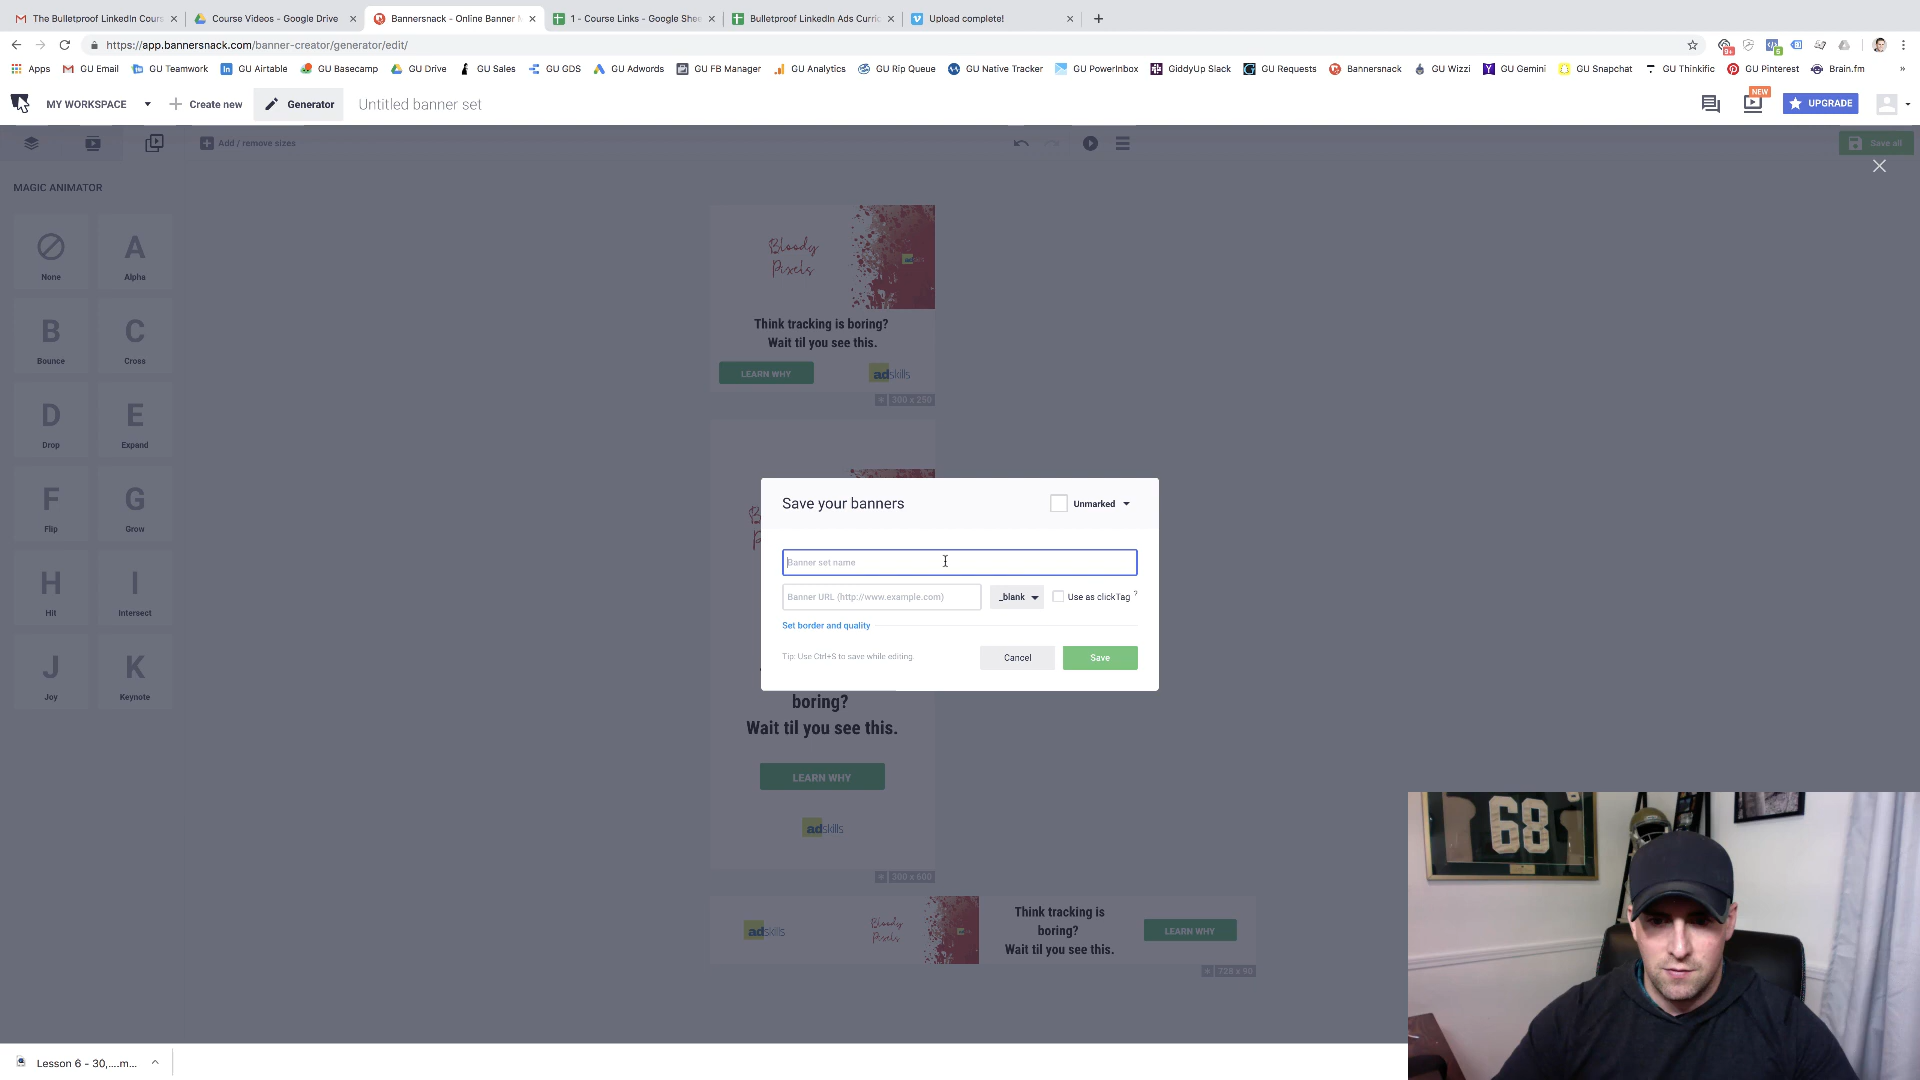 The Bulletproof LinkedIn Cours
Course Videos - Google Drive
Bannersnack - Online Banner M
1 - Course Links - Google Shee
Bulletproof LinkedIn Ads Curric
Upload complete!
https://app.bannersnack.com/banner-creator/generator/edit/
Apps
GU Email
GU Teamwork
GU Airtable
GU Basecamp
GU Drive
GU Sales
GU GDS
GU Adwords
GU FB Manager
GU Analytics
GU Rip Queue
GU Native Tracker
GU PowerInbox
GiddyUp Slack
GU Requests
Bannersnack
GU Wizzi
GU Gemini
GU Snapchat
GU Thinkific
GU Pinterest
Brain.fm
»
MY WORKSPACE
Create new
Generator
Untitled banner set
NEW
UPGRADE
Add / remove sizes
Save all
MAGIC ANIMATOR
None
A
Alpha
B
Bounce
C
Cross
D
Drop
E
Expand
F
Flip
G
Grow
H
Hit
I
Intersect
J
Joy
K
Keynote
Bloody
Pixels
Think tracking is boring?
Wait til you see this.
LEARN WHY
adskills
300 x 250
Save your banners
Unmarked
Banner set name
Banner URL (http://www.example.com)
_blank
Use as clickTag ?
Set border and quality
Tip: Use Ctrl+S to save while editing.
Cancel
Save
boring?
Wait til you see this.
LEARN WHY
adskills
300 x 600
adskills
Bloody
Pixels
Think tracking is
boring?
Wait til you see this.
LEARN WHY
728 x 90
68
Lesson 6 - 30,....m...